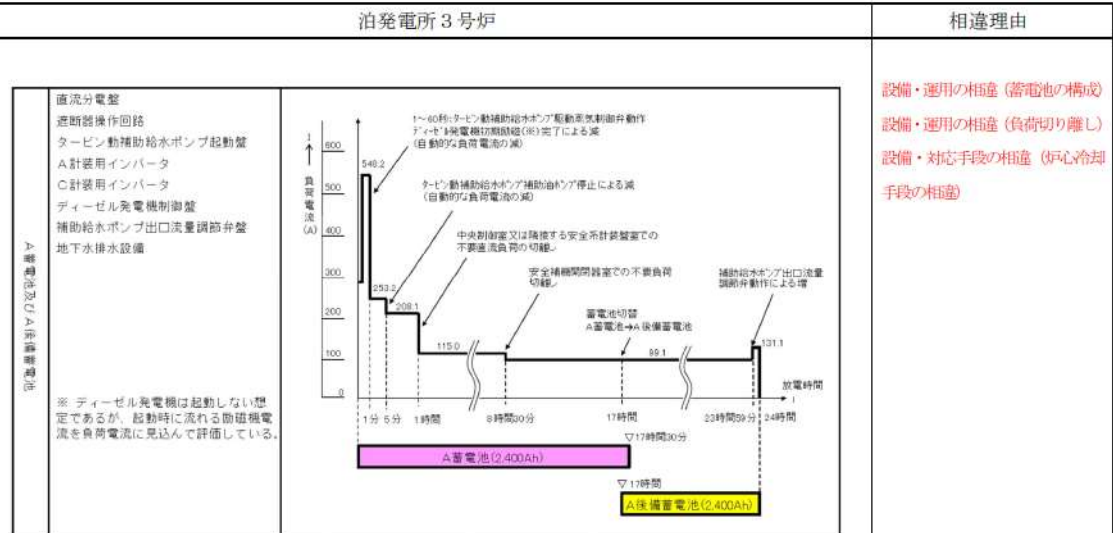 泊発電所3号炉
相違理由
設備・運用の相違(蓄電池の構成)
設備・運用の相違(負荷切り離し)
設備・対応手段の相違(炉心冷却
手段の相違)
A蓄電池及びA後備蓄電池
直流分電盤
遮断器操作回路
タービン動補助給水ポンプ起動盤
A計装用インバータ
C計装用インバータ
ディーゼル発電機制御盤
補助給水ポンプ出口流量調節弁盤
地下水排水設備
※ ディーゼル発電機は起動しない想
定であるが、起動時に流れる励磁機電
流を負荷電流に見込んで評価している。
I
↑
負荷電流
(A)
600
500
400
300
200
100
0
548.2
253.2
208.1
115.0
99.1
131.1
1~60秒:タービン動補助給水ポンプ駆動蒸気制御弁動作
ディーゼル発電機初期励磁(※)完了による減
(自動的な負荷電流の減)
タービン動補助給水ポンプ補助油ポンプ停止による減
(自動的な負荷電流の減)
中央制御室又は隣接する安全系計装盤室での
不要直流負荷の切離し
安全補機開閉器室での不要負荷
切離し
蓄電池切替
A蓄電池→A後備蓄電池
補助給水ポンプ出口流量
調節弁動作による増
放電時間
1分
5分
1時間
8時間30分
17時間
23時間59分
24時間
▽17時間30分
A蓄電池(2,400Ah)
▽17時間
A後備蓄電池(2,400Ah)